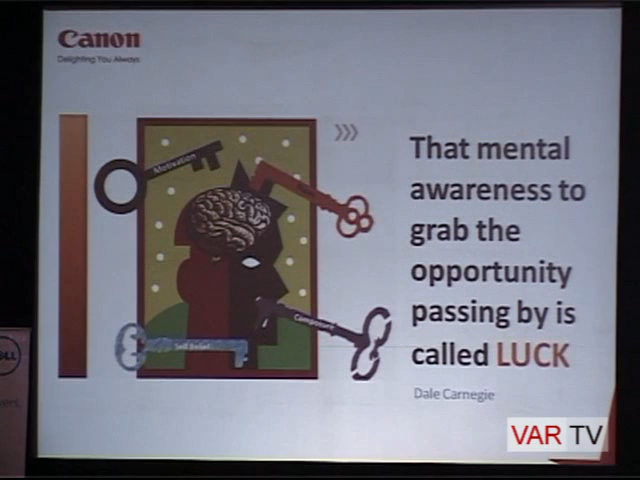 Canon
Delighting You Always
Motivation
That mental
awareness to
grab the
opportunity
passing by is
called LUCK
Composure
Self Belief
Dale Carnegie
DELL
VAR TV